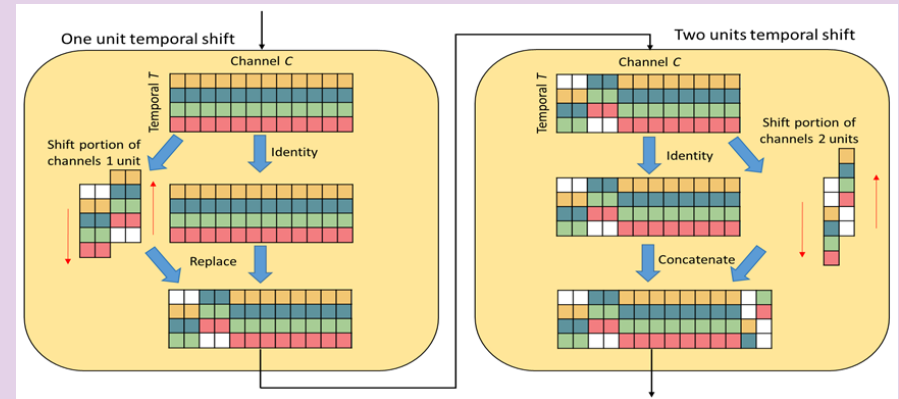 One unit temporal shift
Channel C
Temporal T
Shift portion of
channels 1 unit
Identity
Replace
Two units temporal shift
Channel C
Temporal T
Shift portion of
channels 2 units
Identity
Concatenate